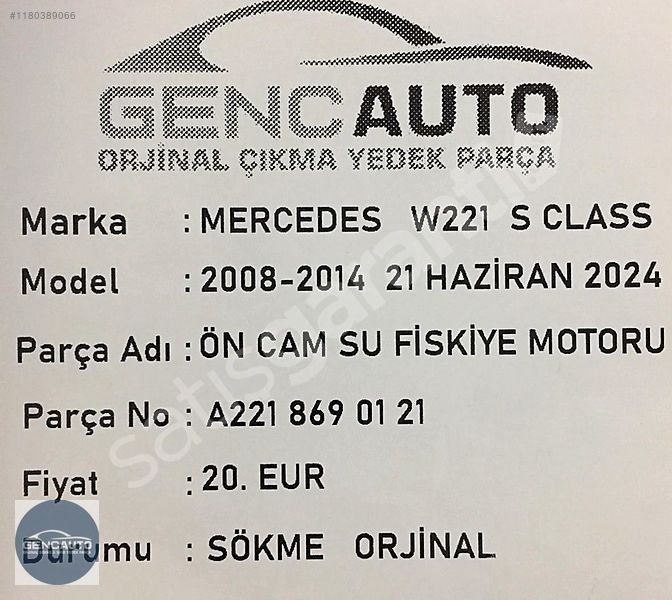 #1180389066
GENCAUTO
ORJİNAL ÇIKMA YEDEK PARÇA
Marka : MERCEDES W221 S CLASS
Model : 2008-2014 21 HAZİRAN 2024
Parça Adı : ÖN CAM SU FİSKİYE MOTORU
Parça No : A221 869 01 21
Fiyat : 20. EUR
GENCAUTO
Durumu : SÖKME ORJİNAL